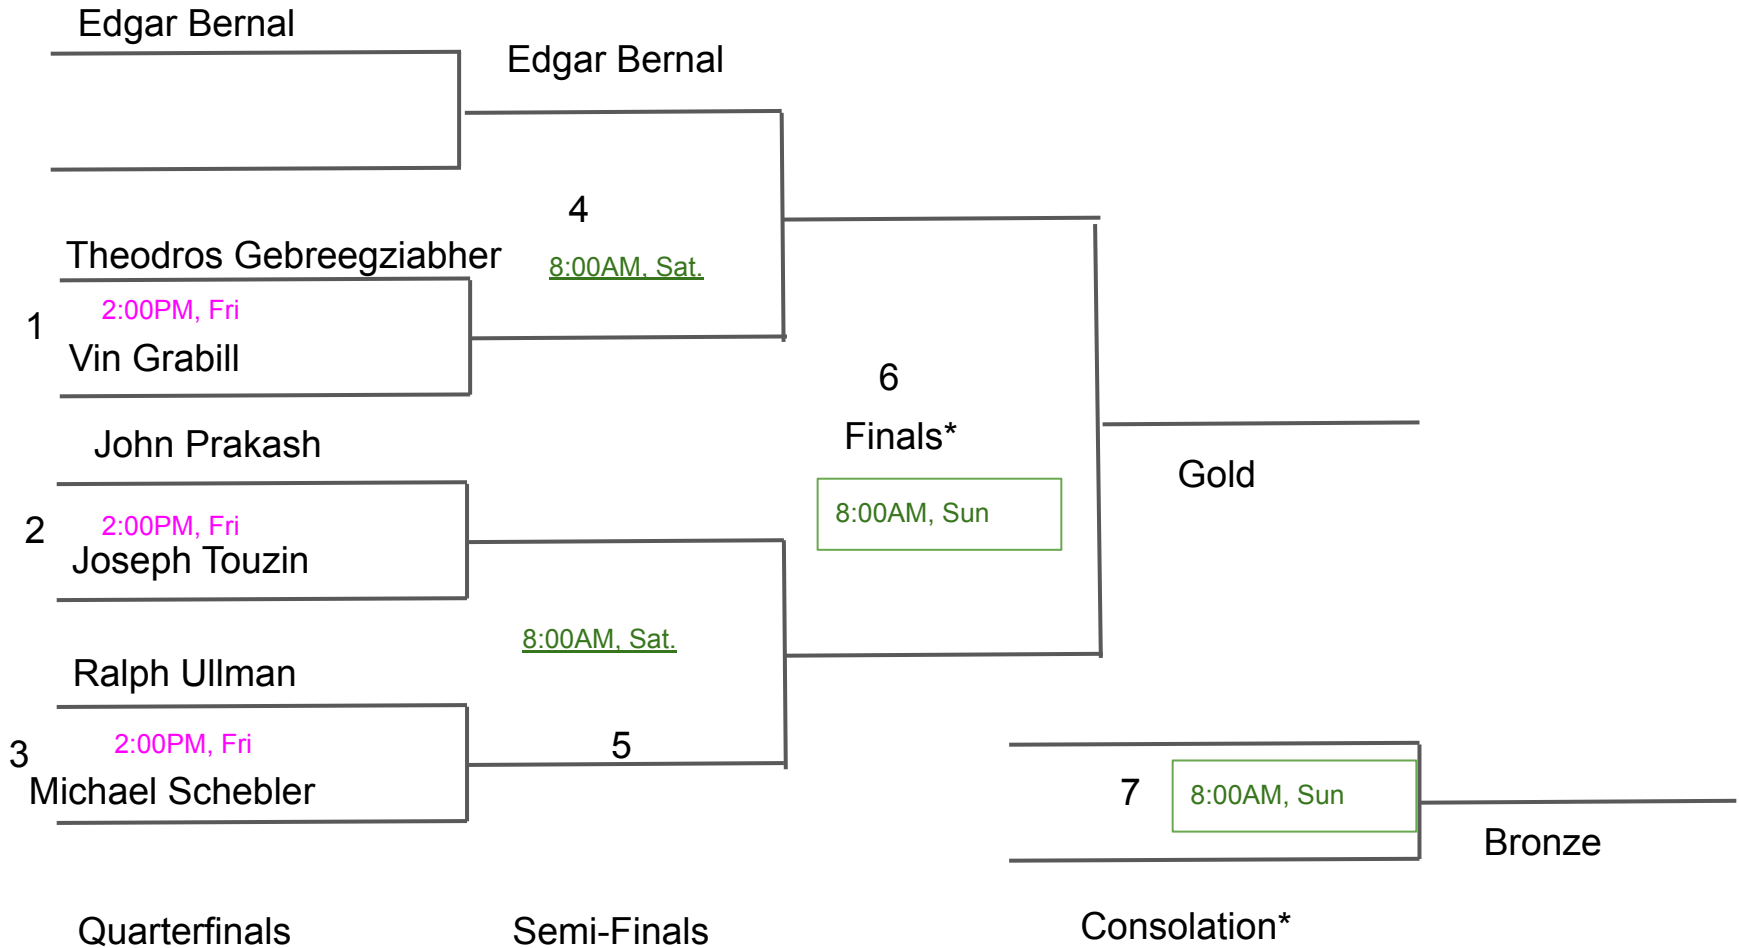 Edgar Bernal
Edgar Bernal
4
8:00AM, Sat.
Theodros Gebreegziabher
1
2:00PM, Fri
Vin Grabill
6
Finals*
8:00AM, Sun
Gold
John Prakash
2
2:00PM, Fri
Joseph Touzin
8:00AM, Sat.
5
Ralph Ullman
3
2:00PM, Fri
Michael Schebler
7
8:00AM, Sun
Bronze
Quarterfinals
Semi-Finals
Consolation*